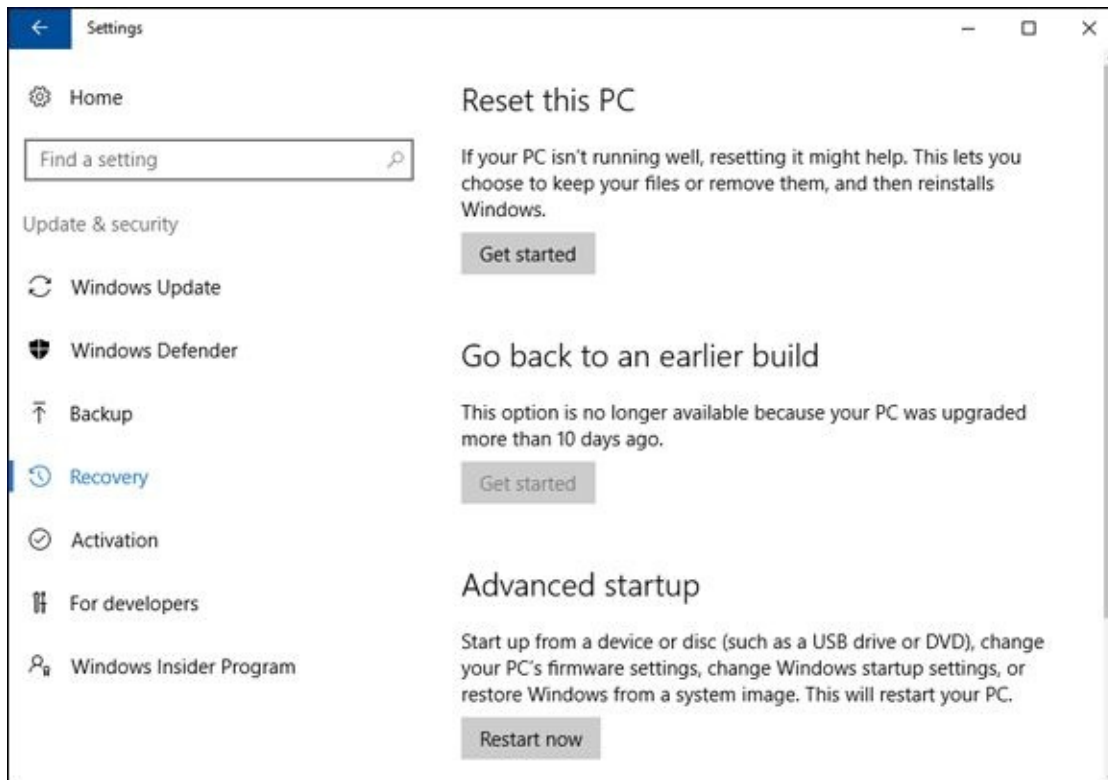 Settings
Home
Find a setting
Update & security
Windows Update
Windows Defender
Backup
Recovery
Activation
For developers
Windows Insider Program
Reset this PC
If your PC isn't running well, resetting it might help. This lets you
choose to keep your files or remove them, and then reinstalls
Windows.
Get started
Go back to an earlier build
This option is no longer available because your PC was upgraded
more than 10 days ago.
Get started
Advanced startup
Start up from a device or disc (such as a USB drive or DVD), change
your PC's firmware settings, change Windows startup settings, or
restore Windows from a system image. This will restart your PC.
Restart now